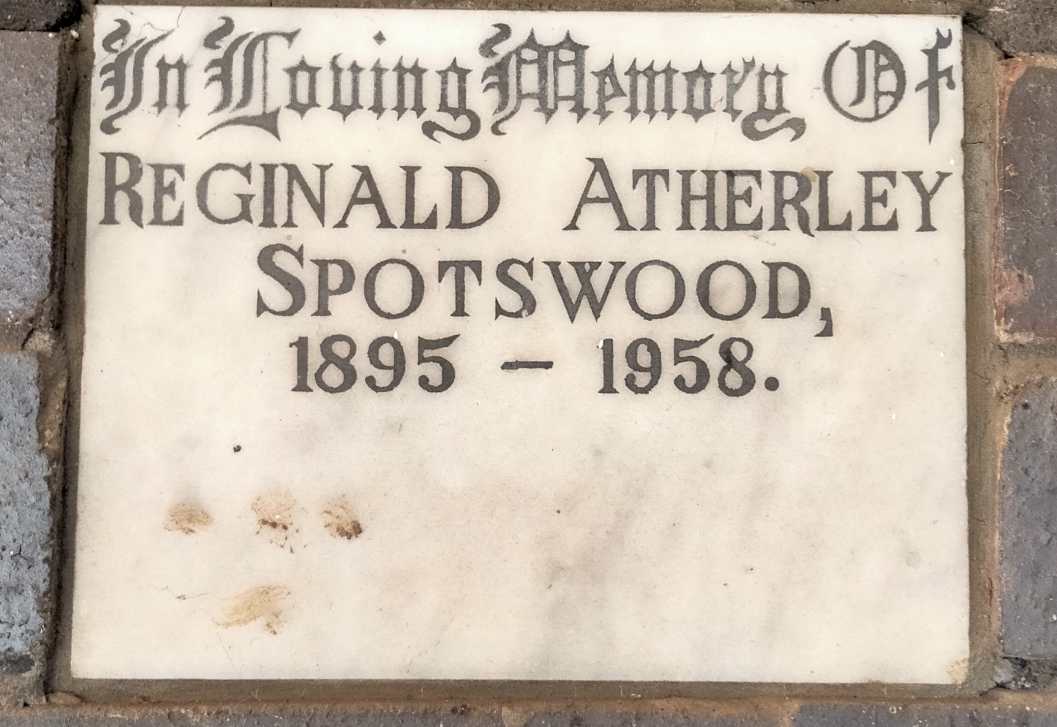 In Loving Memory Of
REGINALD ATHERLEY
SPOTSWOOD,
1895 – 1958.